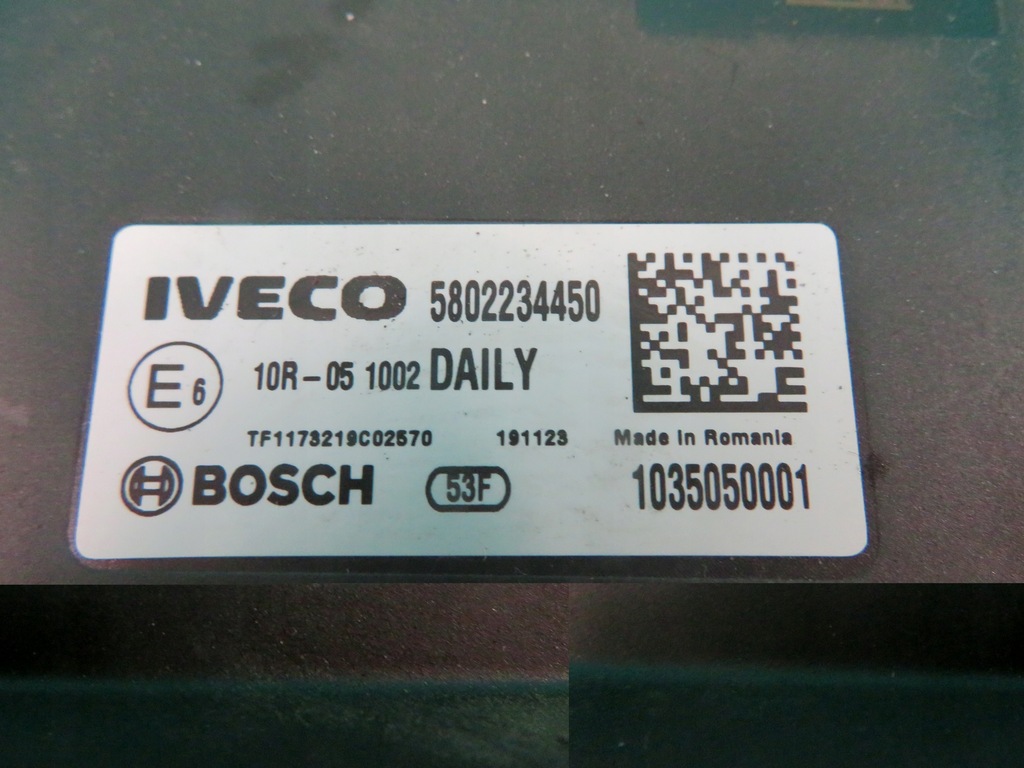 IVECO 5802234450
E6 10R-05 1002 DAILY
TF1173219C02570 191123 Made in Romania
BOSCH 53F 1035050001